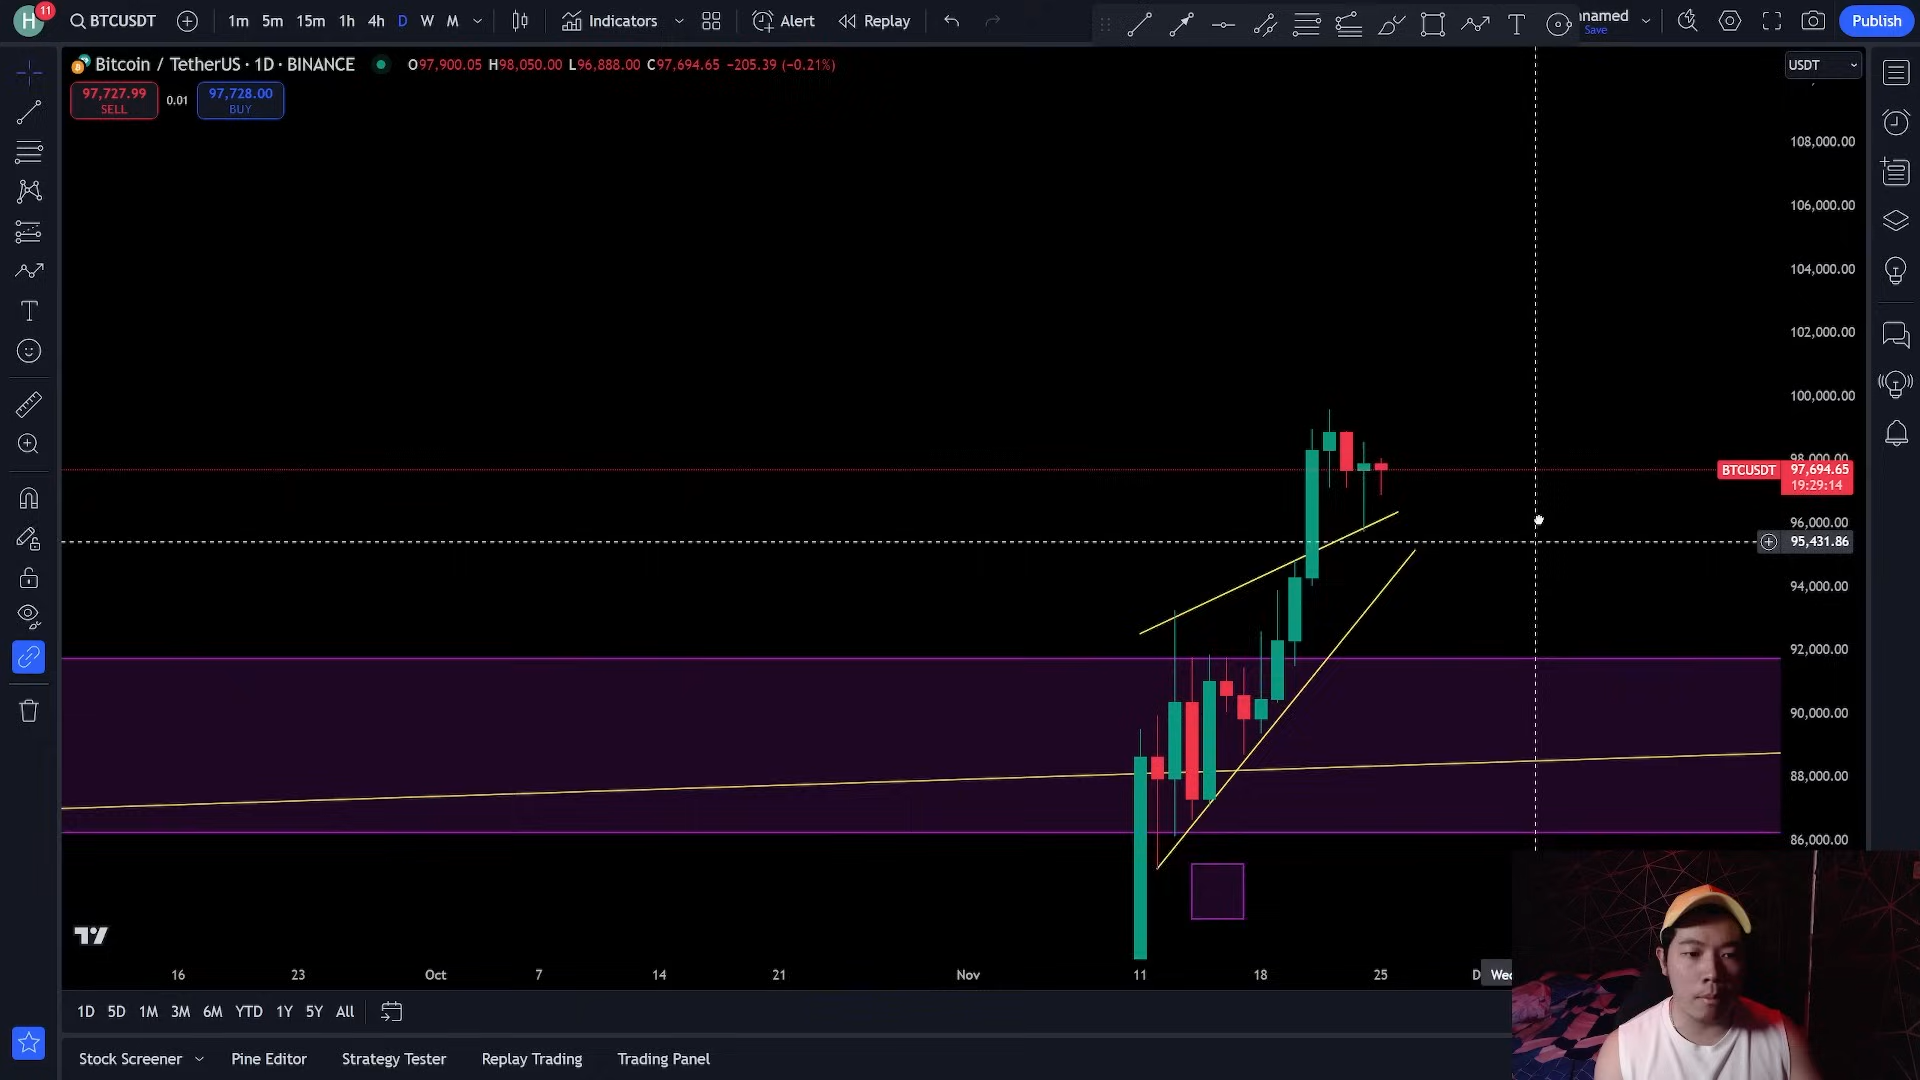 H
11
BTCUSDT
1m 5m 15m 1h 4h D W M
Indicators
Alert
Replay
Save
Publish
Bitcoin / TetherUS · 1D · BINANCE O97,900.05 H98,050.00 L96,888.00 C97,694.65 −205.39 (−0.21%)
97,727.99
SELL
0.01
97,728.00
BUY
USDT
108,000.00
106,000.00
104,000.00
102,000.00
100,000.00
98,000.00
BTCUSDT 97,694.65
19:29:14
96,000.00
95,431.86
94,000.00
92,000.00
90,000.00
88,000.00
86,000.00
16 23 Oct 7 14 21 Nov 11 18 25
1D 5D 1M 3M 6M YTD 1Y 5Y All
Stock Screener Pine Editor Strategy Tester Replay Trading Trading Panel